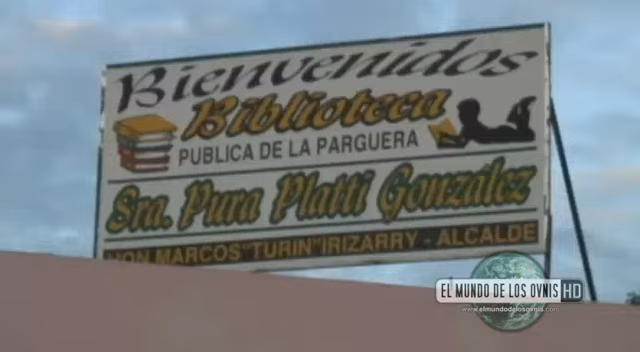 Bienvenidos
Biblioteca
PUBLICA DE LA PARGUERA
Sra. Pura Platti González
HON MARCOS "TURIN" IRIZARRY - ALCALDE
EL MUNDO DE LOS OVNIS HD
www.elmundodelosovnis.com